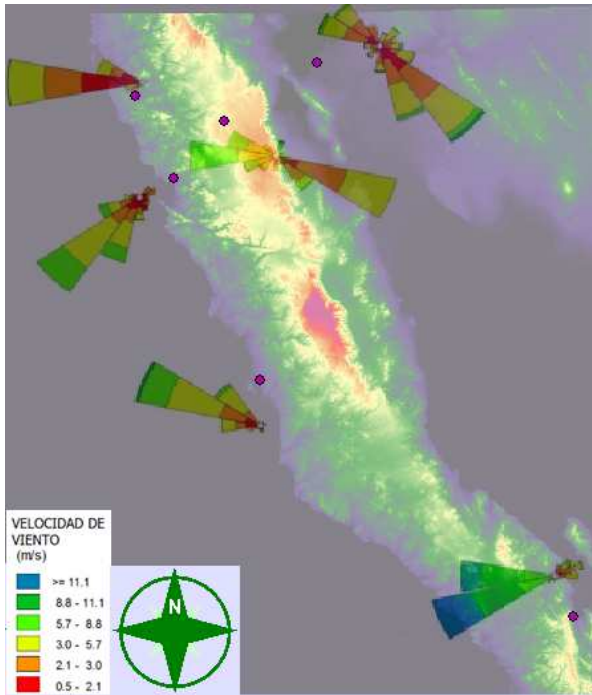 VELOCIDAD DE
VIENTO
(m/s)
>= 11.1
8.8 - 11.1
5.7 - 8.8
3.0 - 5.7
2.1 - 3.0
0.5 - 2.1
N